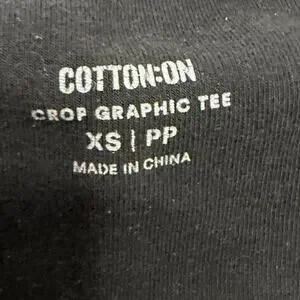 COTTON:ON
CROP GRAPHIC TEE
XS | PP
MADE IN CHINA